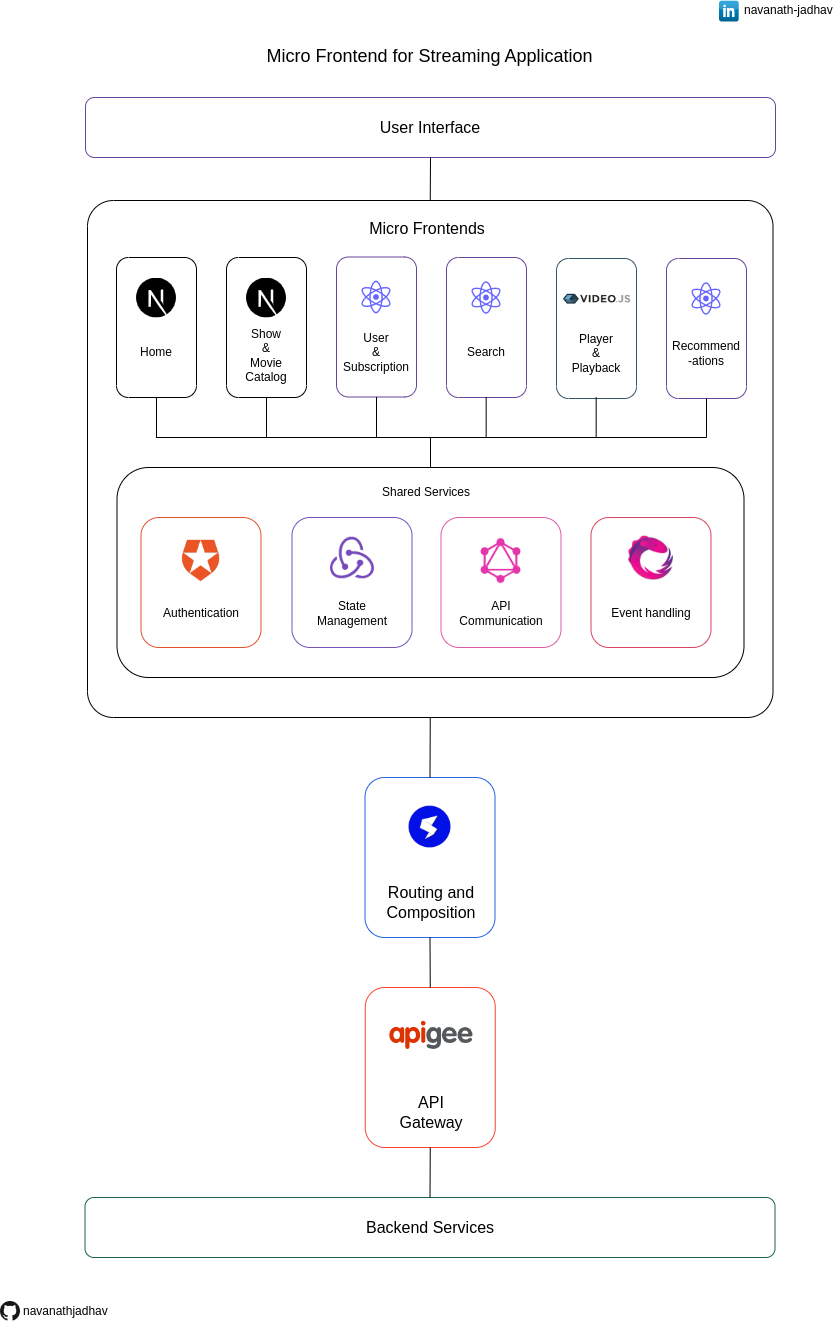 in navanath-jadhav
Micro Frontend for Streaming Application
User Interface
Micro Frontends
N
Home
N
Show
&
Movie
Catalog
User
&
Subscription
Search
VIDEO.JS
Player
&
Playback
Recommend
-ations
Shared Services
Authentication
State
Management
API
Communication
Event handling
Routing and
Composition
apigee
API
Gateway
Backend Services
navanathjadhav